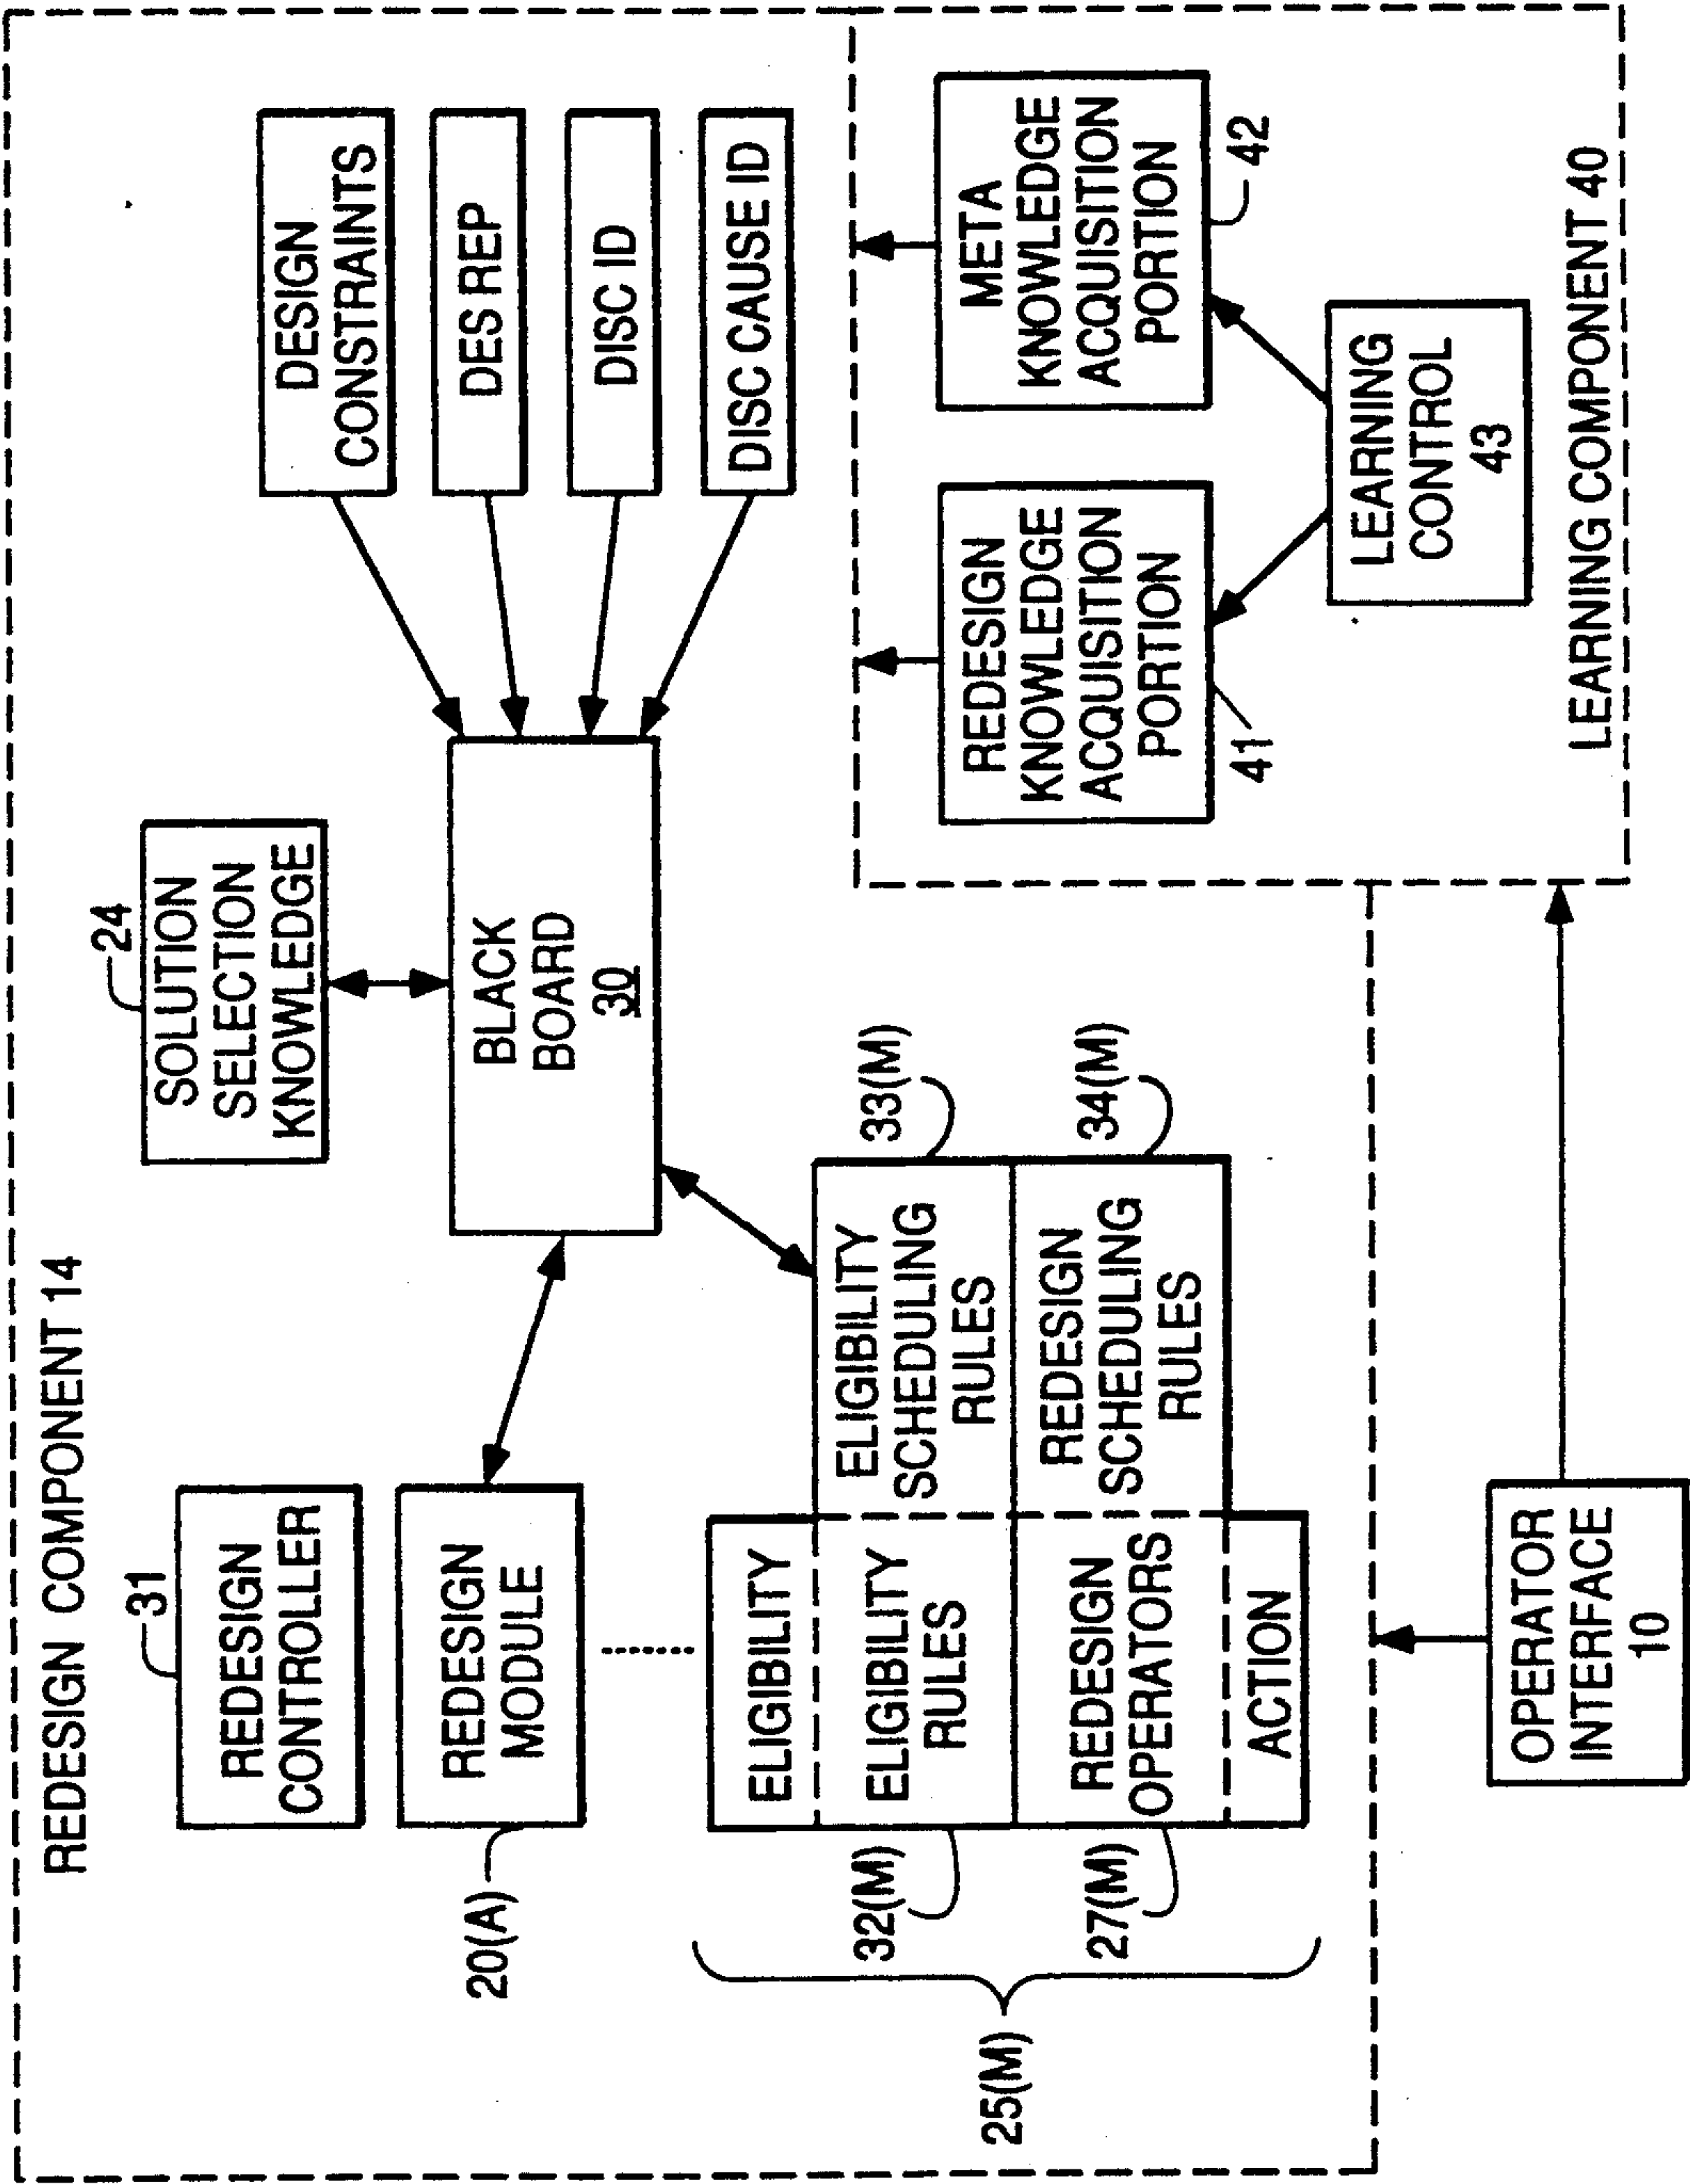 REDESIGN COMPONENT 14
31
REDESIGN
CONTROLLER
20(A)
REDESIGN
MODULE
24
SOLUTION
SELECTION
KNOWLEDGE
BLACK
BOARD
30
DESIGN
CONSTRAINTS
DES REP
DISC ID
DISC CAUSE ID
25(M)
32(M)
27(M)
ELIGIBILITY
ELIGIBILITY
RULES
REDESIGN
OPERATORS
ACTION
33(M)
ELIGIBILITY
SCHEDULING
RULES
34(M)
REDESIGN
SCHEDULING
RULES
REDESIGN
KNOWLEDGE
ACQUISITION
PORTION
41
META
KNOWLEDGE
ACQUISITION
PORTION
42
LEARNING
CONTROL
43
LEARNING COMPONENT 40
OPERATOR
INTERFACE
10